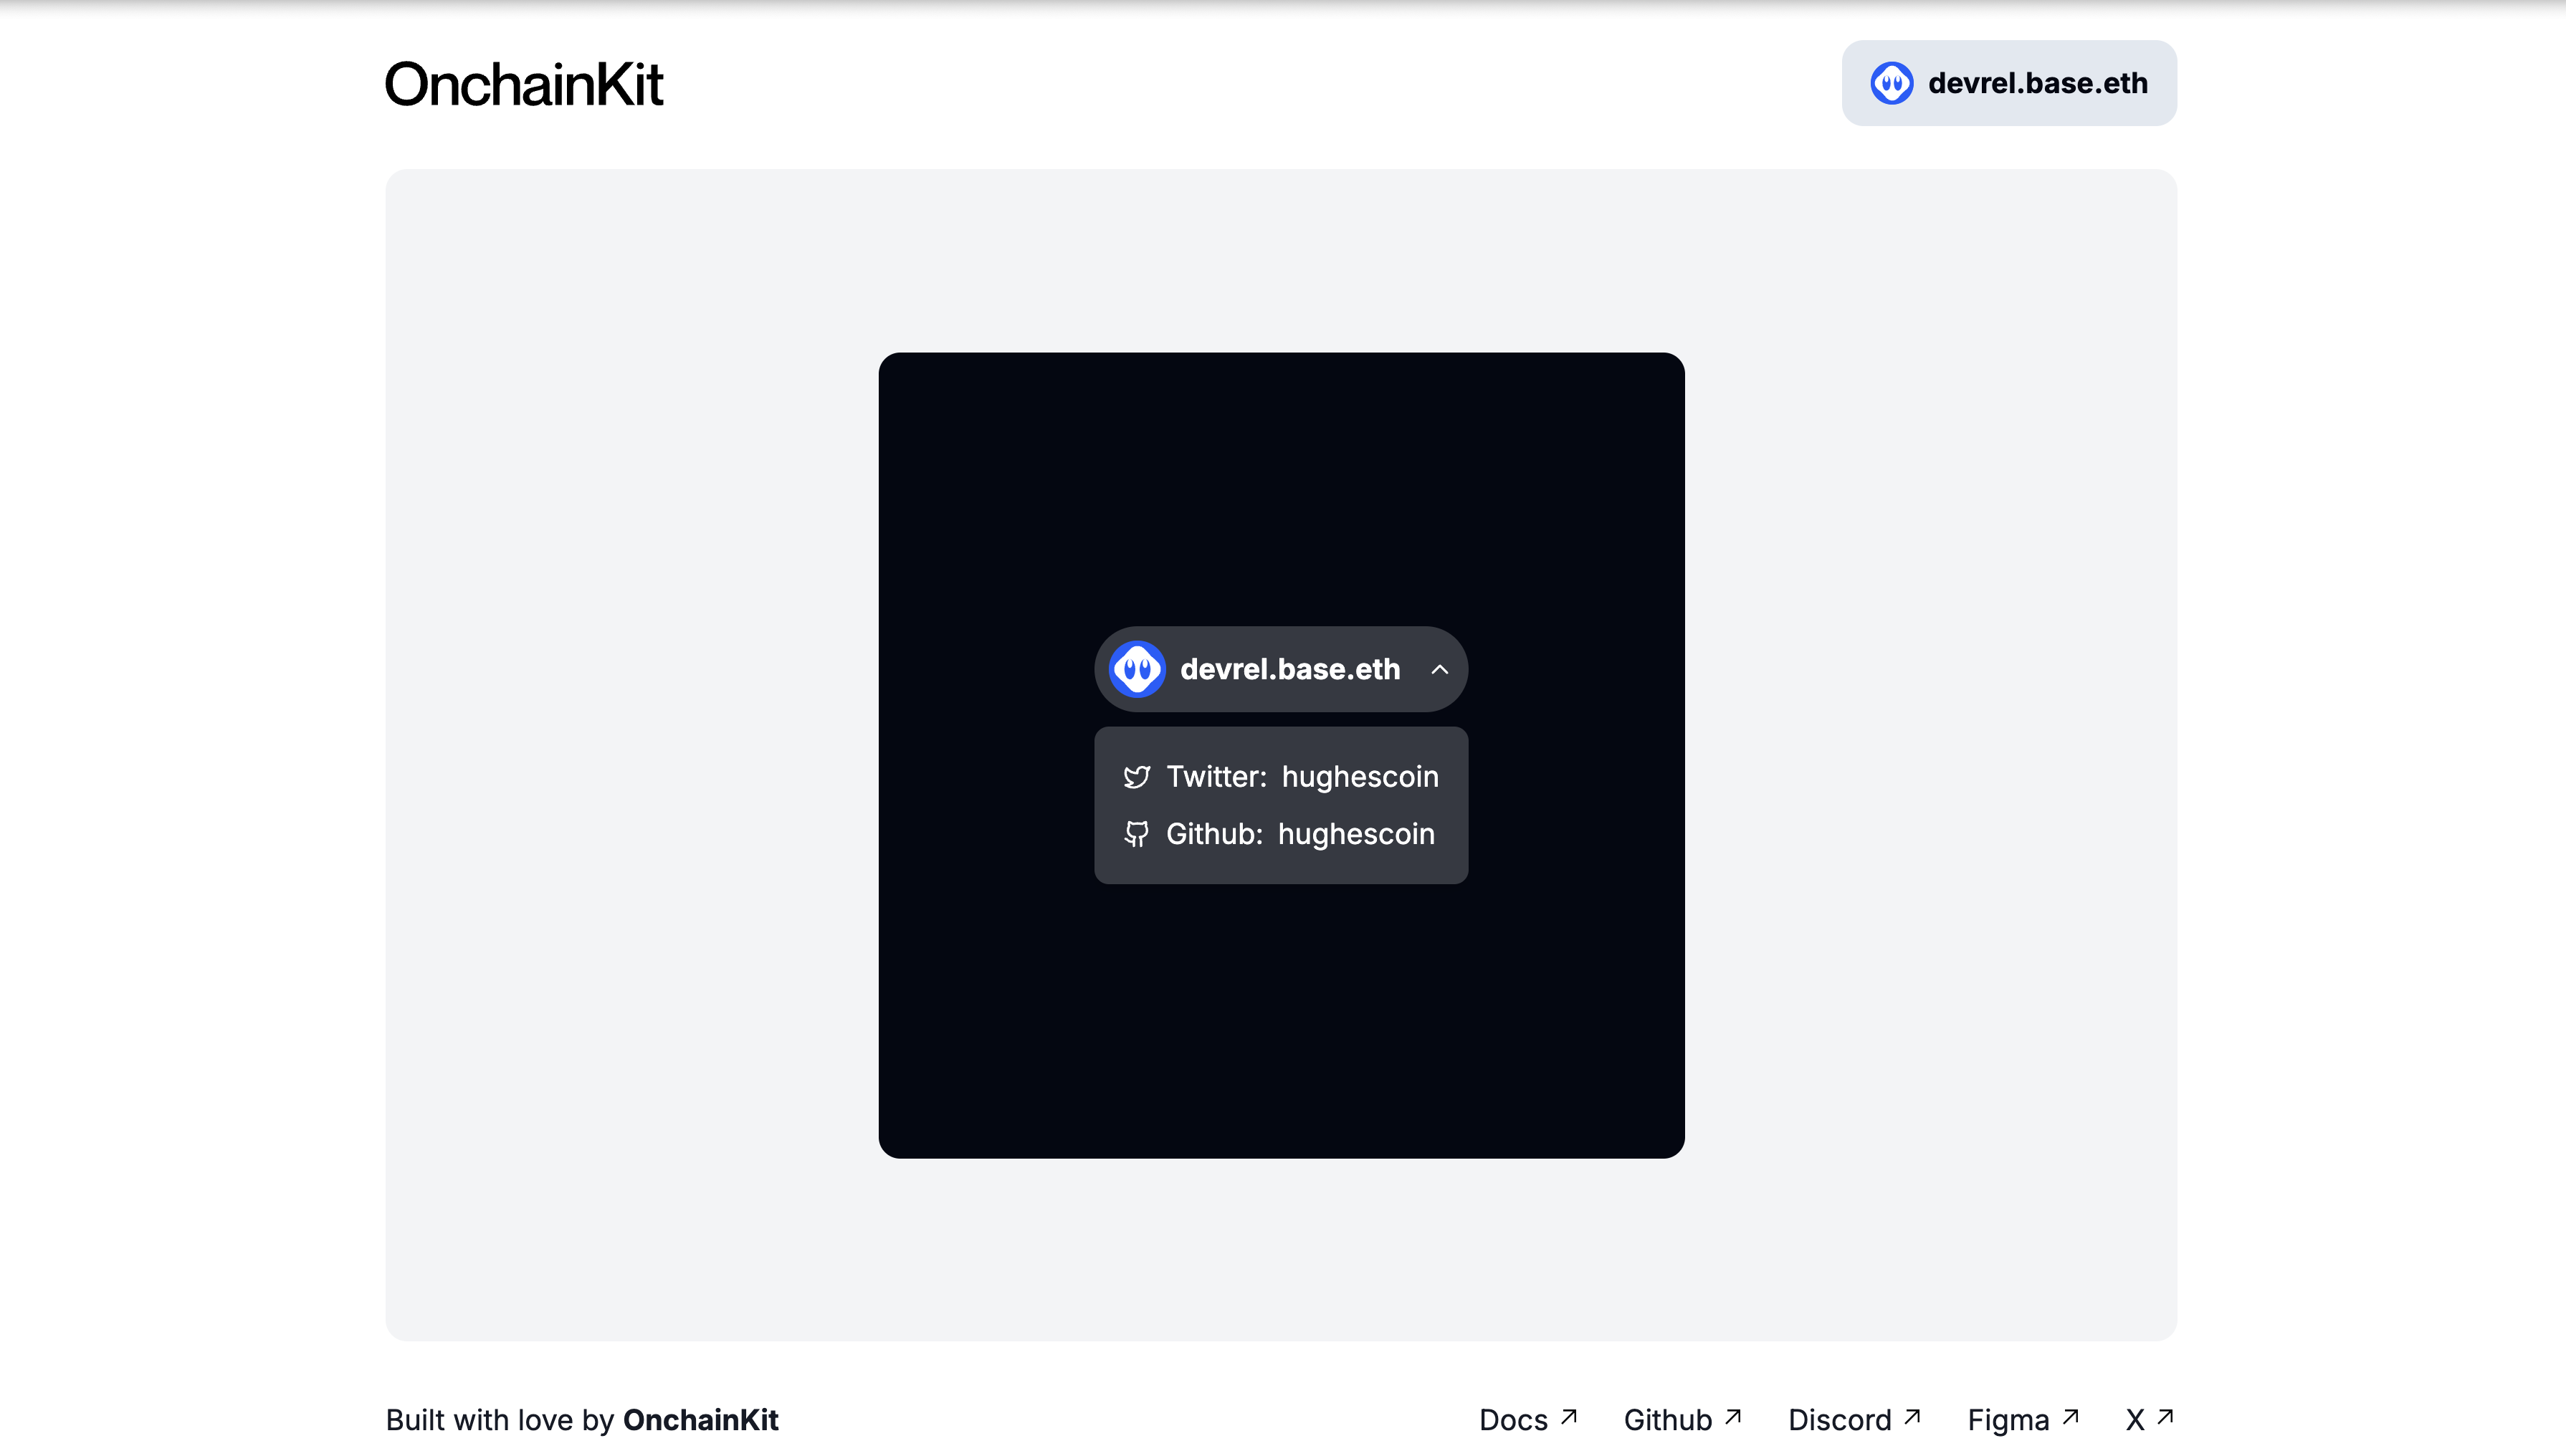 OnchainKit
devrel.base.eth
devrel.base.eth
Twitter: hughescoin
Github: hughescoin
Built with love by OnchainKit
Docs Github Discord Figma X